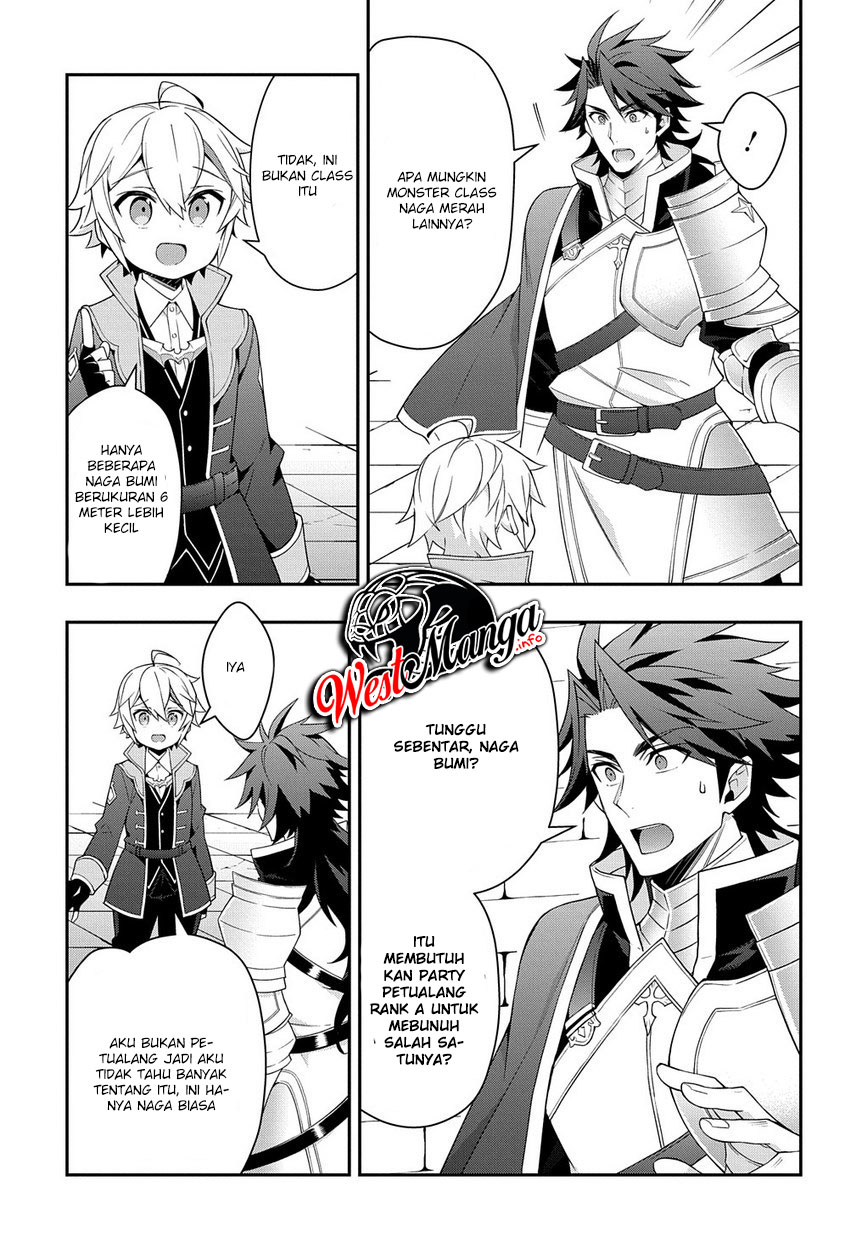 !
APA MUNGKIN
MONSTER CLASS
NAGA MERAH
LAINNYA?
TIDAK, INI
BUKAN CLASS
ITU
HANYA
BEBERAPA
NAGA BUMI
BERUKURAN 6
METER LEBIH
KECIL
TUNGGU
SEBENTAR, NAGA
BUMI?
ITU
MEMBUTUH
KAN PARTY
PETUALANG
RANK A UNTUK
MEBUNUH
SALAH SA-
TUNYA?
IYA
AKU BUKAN PE-
TUALANG JADI AKU
TIDAK TAHU BANYAK
TENTANG ITU, INI HA-
NYA NAGA BIASA
WestManga
.info